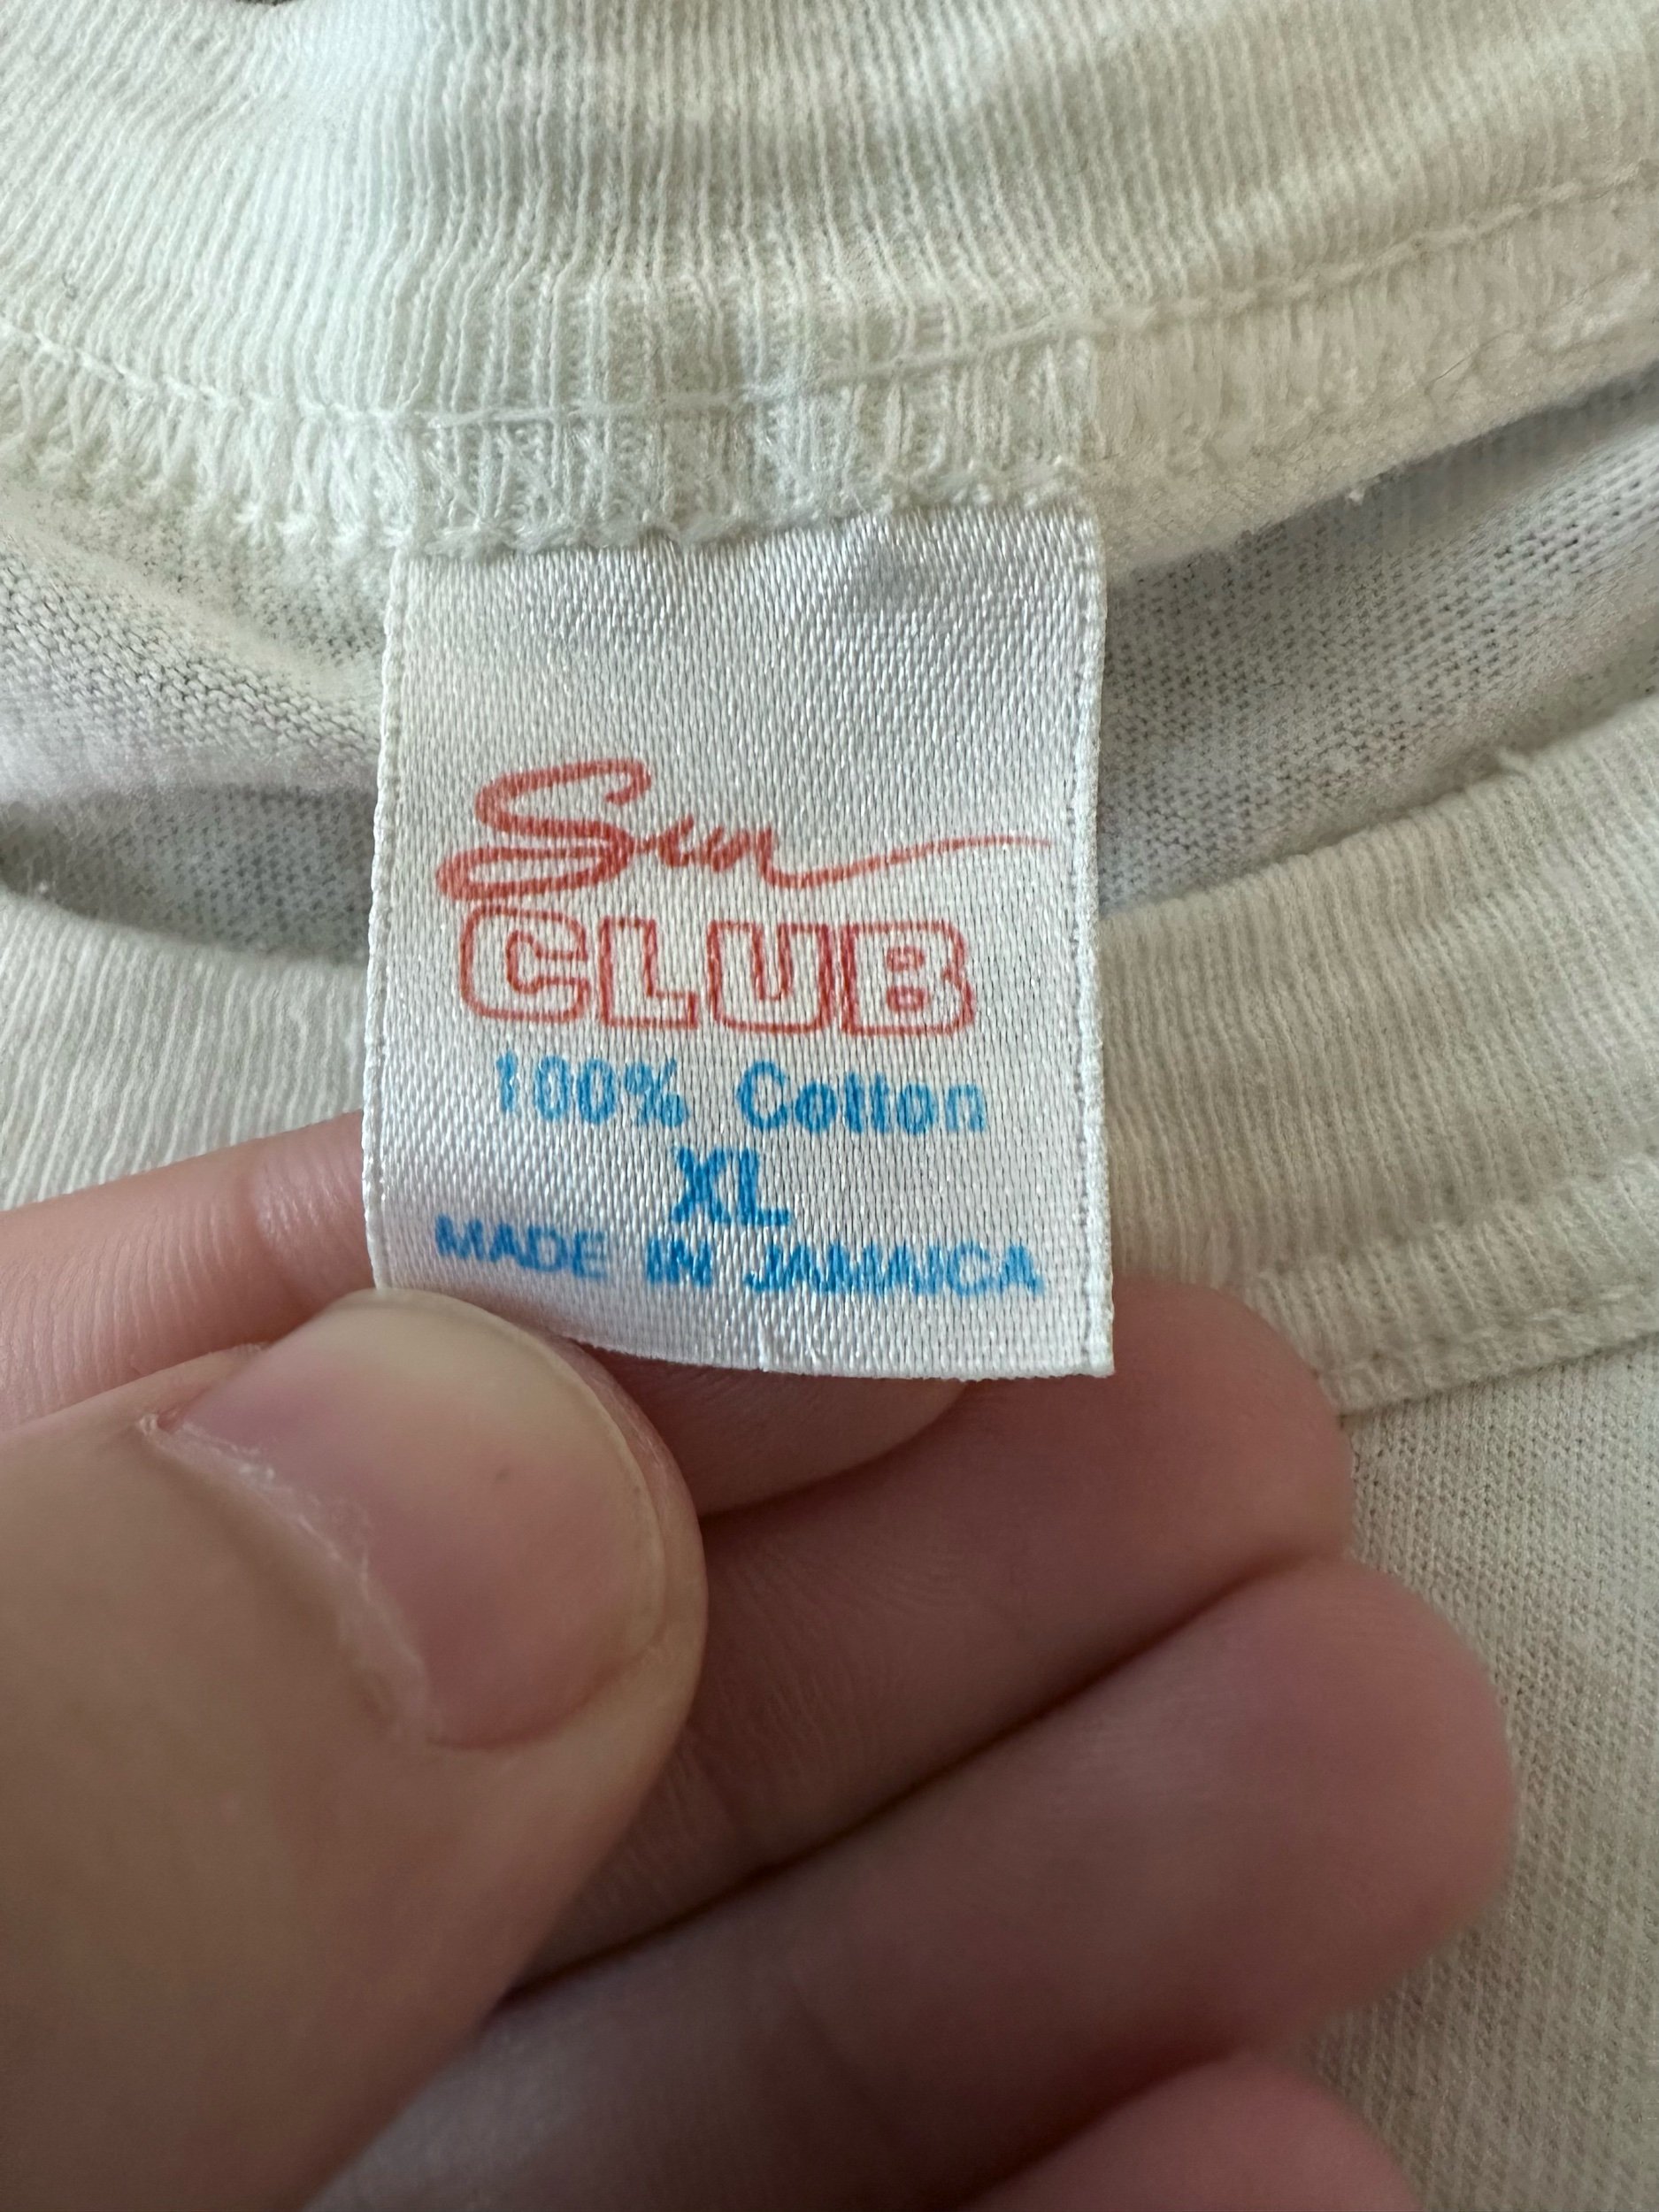 Sun
CLUB
100% Cotton
XL
MADE IN JAMAICA